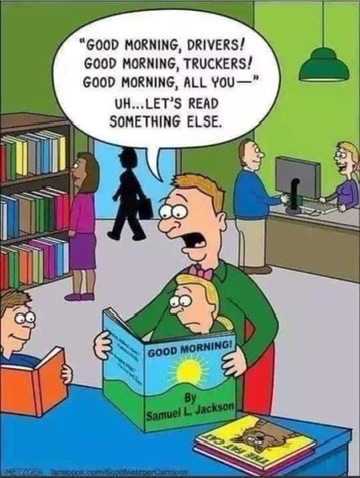 "GOOD MORNING, DRIVERS!
GOOD MORNING, TRUCKERS!
GOOD MORNING, ALL YOU—"
UH...LET'S READ
SOMETHING ELSE.
GOOD MORNING!
By
Samuel L. Jackson
THE FAT CAT
METZGER facebook.com/ScottMetzgerCartoons